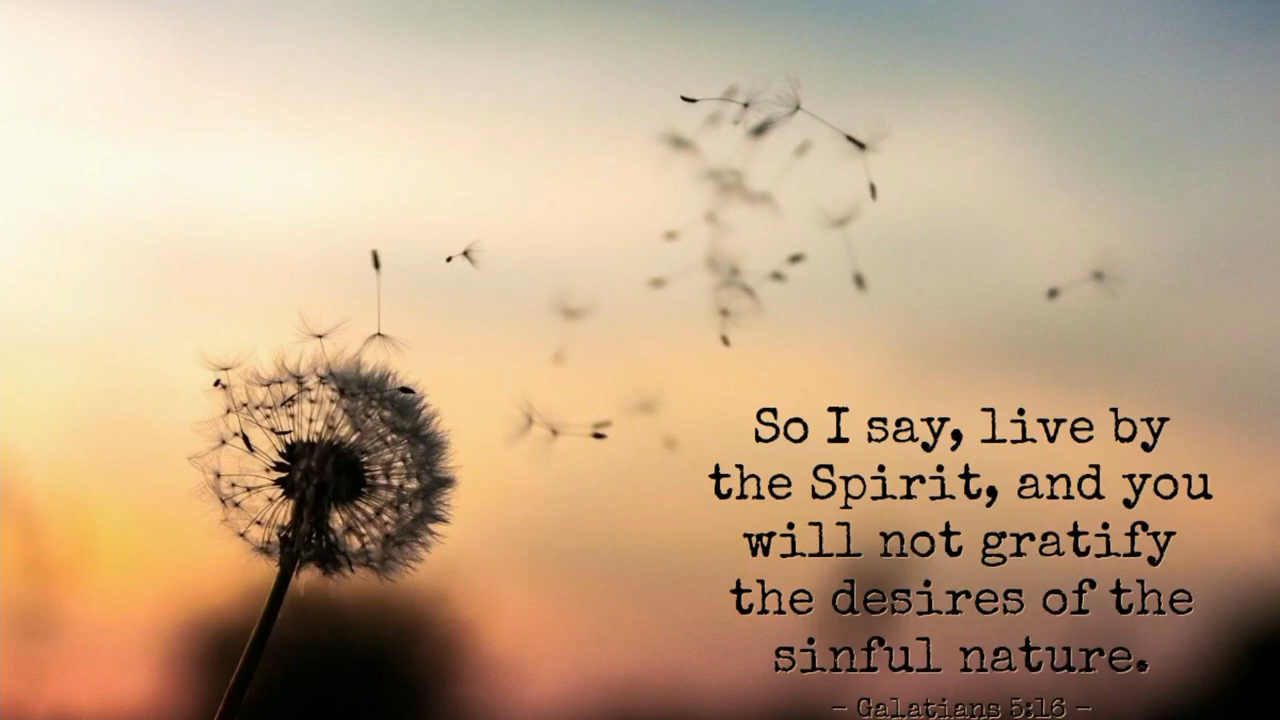 So I say, live by
the Spirit, and you
will not gratify
the desires of the
sinful nature.
- Galatians 5:16 -